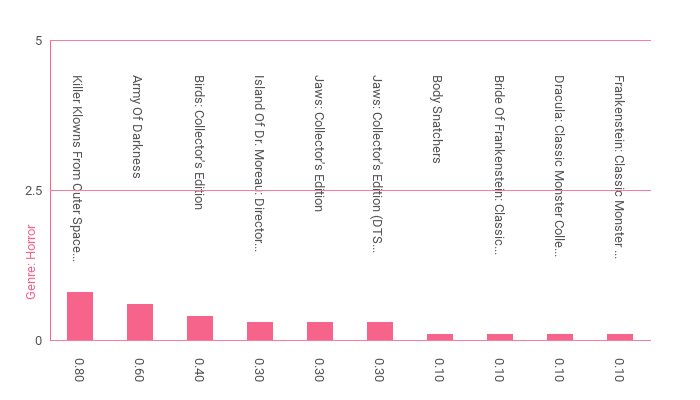 5
2.5
0
Genre: Horror
Killer Klowns From Outer Space...
Army Of Darkness
Birds: Collector's Edition
Island Of Dr. Moreau: Director...
Jaws: Collector's Edition
Jaws: Collector's Edition (DTS...
Body Snatchers
Bride Of Frankenstein: Classic...
Dracula: Classic Monster Colle...
Frankenstein: Classic Monster ...
0.80
0.60
0.40
0.30
0.30
0.30
0.10
0.10
0.10
0.10